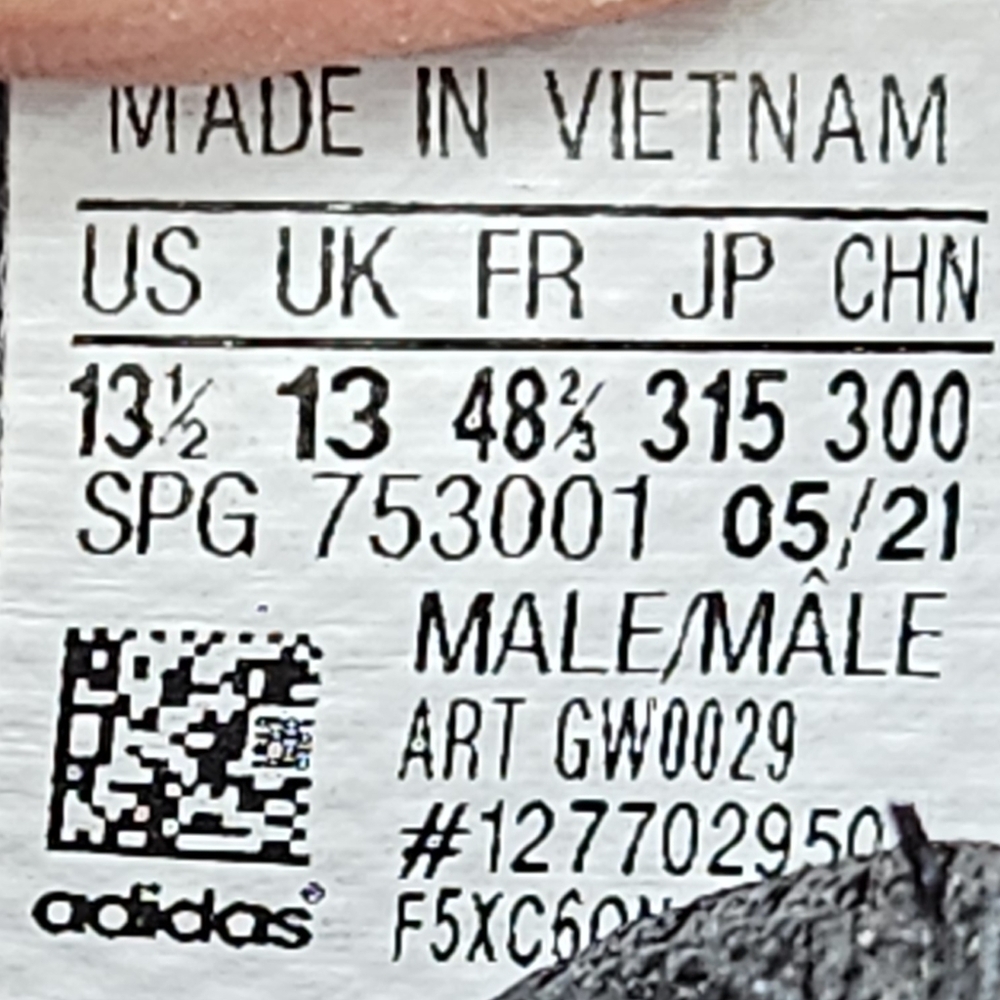 MADE IN VIETNAM
US UK FR JP CHN
13½ 13 48⅔ 315 300
SPG 753001 05/21
MALE/MÂLE
ART GW0029
#127702950
adidas®